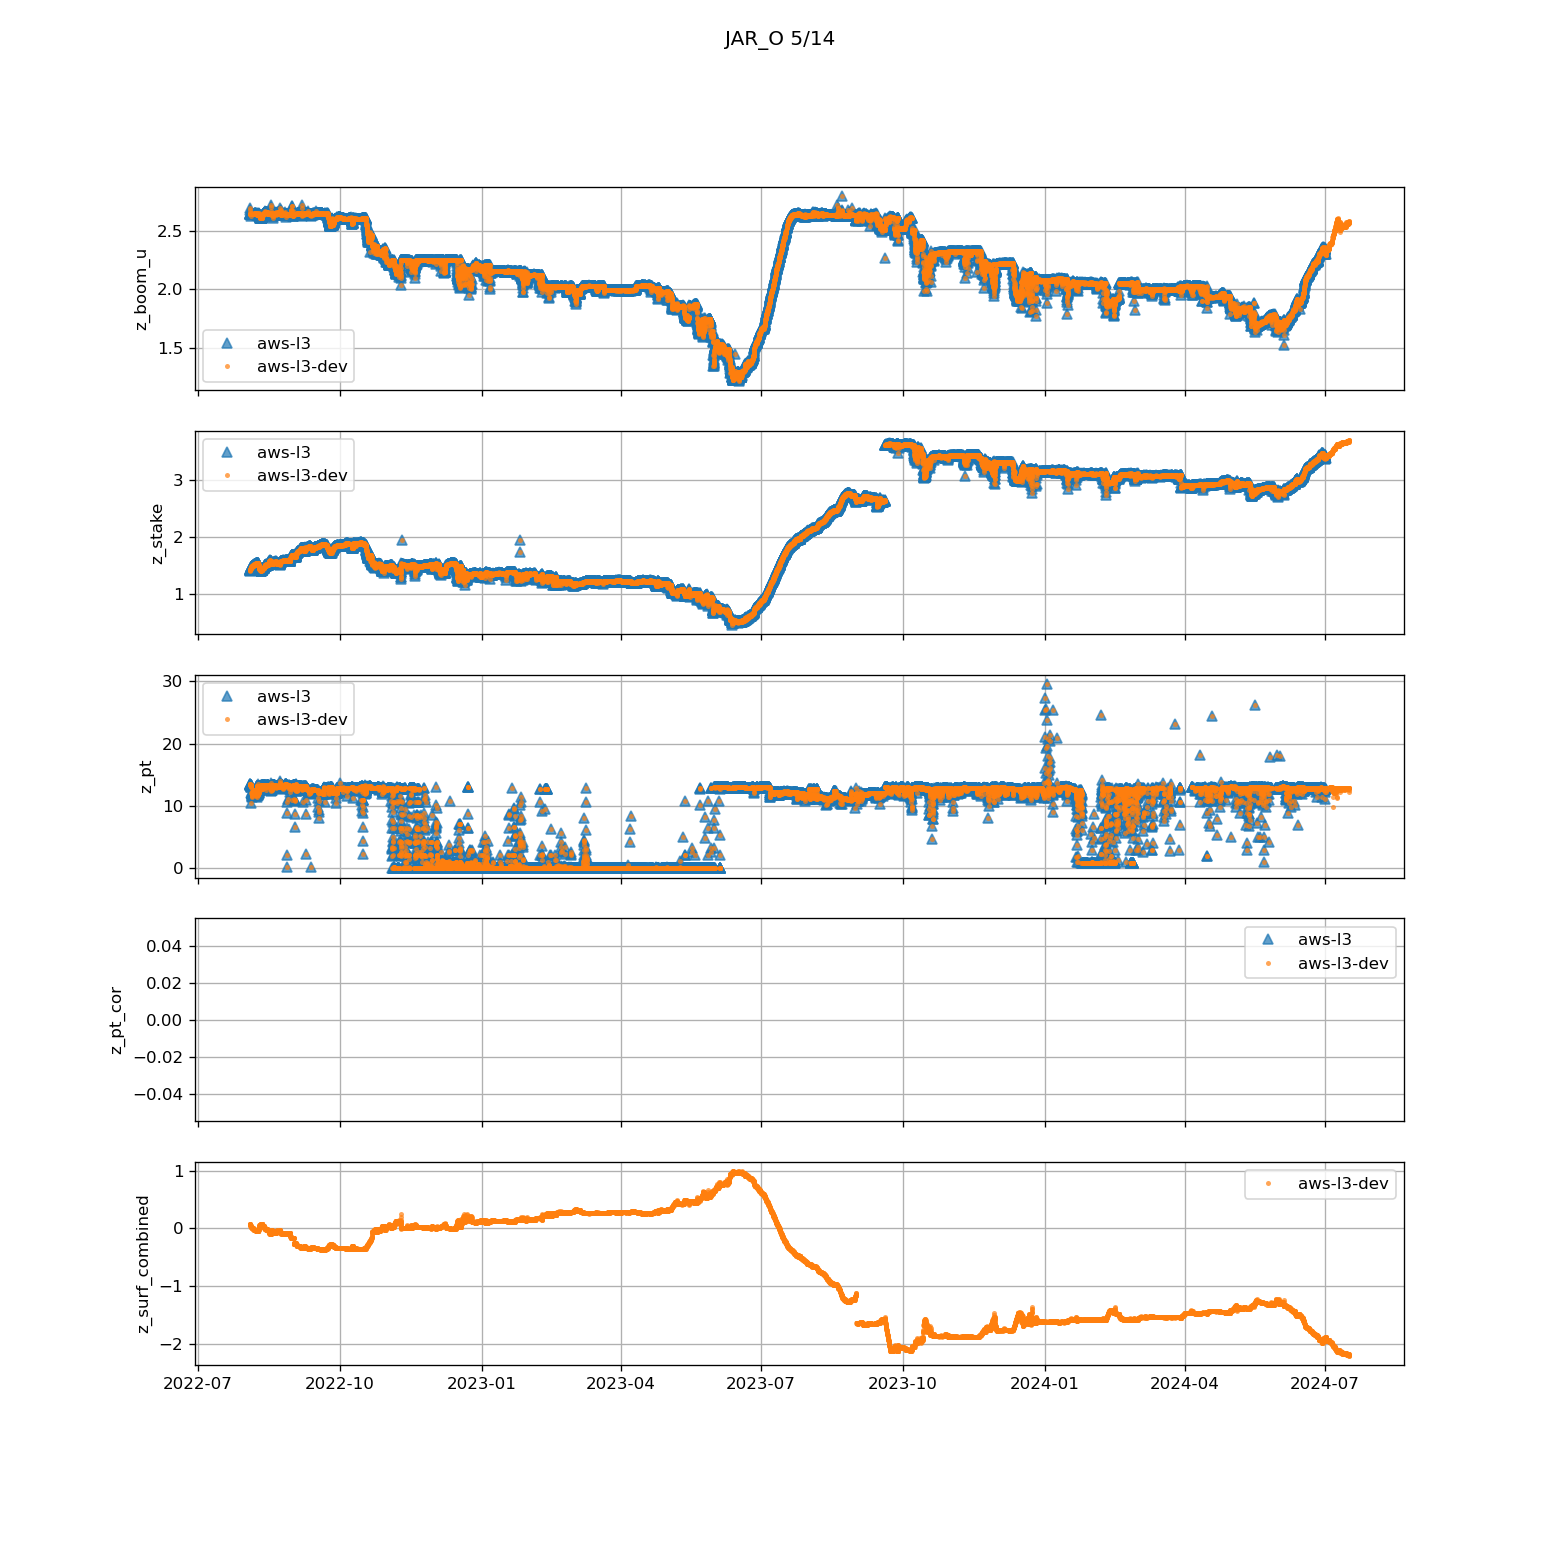 JAR_O 5/14
z_boom_u
2.5
2.0
1.5
aws-l3
aws-l3-dev
z_stake
3
2
1
aws-l3
aws-l3-dev
z_pt
30
20
10
0
aws-l3
aws-l3-dev
z_pt_cor
0.04
0.02
0.00
−0.02
−0.04
aws-l3
aws-l3-dev
z_surf_combined
1
0
−1
−2
aws-l3-dev
2022-07 2022-10 2023-01 2023-04 2023-07 2023-10 2024-01 2024-04 2024-07